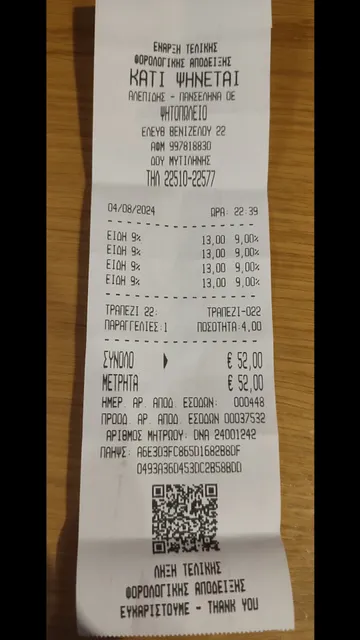 ΕΝΑΡΞΗ ΤΕΛΙΚΗΣ
ΦΟΡΟΛΟΓΙΚΗΣ ΑΠΟΔΕΙΞΗΣ
ΚΑΤΙ ΨΗΝΕΤΑΙ
ΑΛΕΠΙΔΗΣ - ΠΑΝΣΕΛΗΝΑ ΟΕ
ΨΗΤΟΠΩΛΕΙΟ
ΕΛΕΥΘ ΒΕΝΙΖΕΛΟΥ 22
ΑΦΜ 997818830
ΔΟΥ ΜΥΤΙΛΗΝΗΣ
ΤΗΛ 22510-22577
04/08/2024 ΩΡΑ: 22:39
ΕΙΔΗ 9% 13,00 9,00%
ΕΙΔΗ 9% 13,00 9,00%
ΕΙΔΗ 9% 13,00 9,00%
ΕΙΔΗ 9% 13,00 9,00%
ΤΡΑΠΕΖΙ 22: ΤΡΑΠΕΖΙ-022
ΠΑΡΑΓΓΕΛΙΕΣ:1 ΠΟΣΟΤΗΤΑ:4,00
ΣΥΝΟΛΟ € 52,00
ΜΕΤΡΗΤΑ € 52,00
ΗΜΕΡ. ΑΡ. ΑΠΟΔ. ΕΣΟΔΩΝ: 000448
ΠΡΟΟΔ. ΑΡ. ΑΠΟΔ. ΕΣΟΔΩΝ 00037532
ΑΡΙΘΜΟΣ ΜΗΤΡΩΟΥ: DNA 24001242
ΠΑΗΨΣ: A6E3D3FC865D1682B8DF
0493A36D453DC2B588DD
ΛΗΞΗ ΤΕΛΙΚΗΣ
ΦΟΡΟΛΟΓΙΚΗΣ ΑΠΟΔΕΙΞΗΣ
ΕΥΧΑΡΙΣΤΟΥΜΕ - THANK YOU